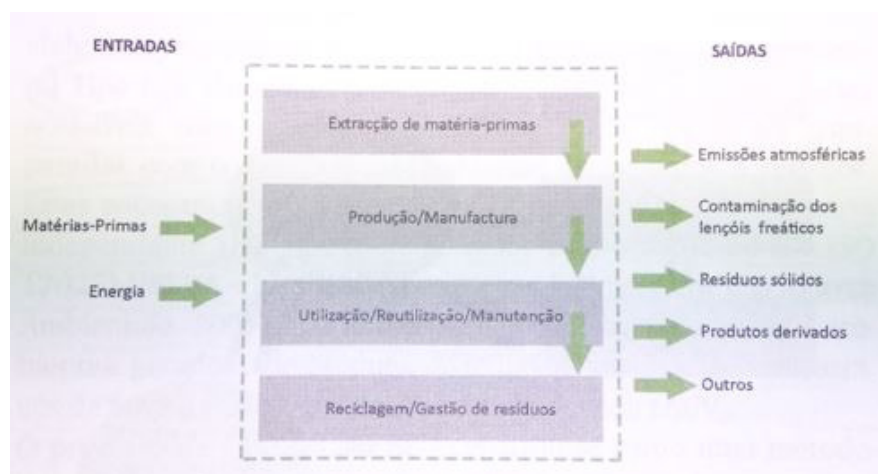 ENTRADAS
SAÍDAS
Extracção de matéria-primas
Emissões atmosféricas
Matérias-Primas
Produção/Manufactura
Contaminação dos
lençóis freáticos
Energia
Utilização/Reutilização/Manutenção
Resíduos sólidos
Produtos derivados
Reciclagem/Gestão de resíduos
Outros